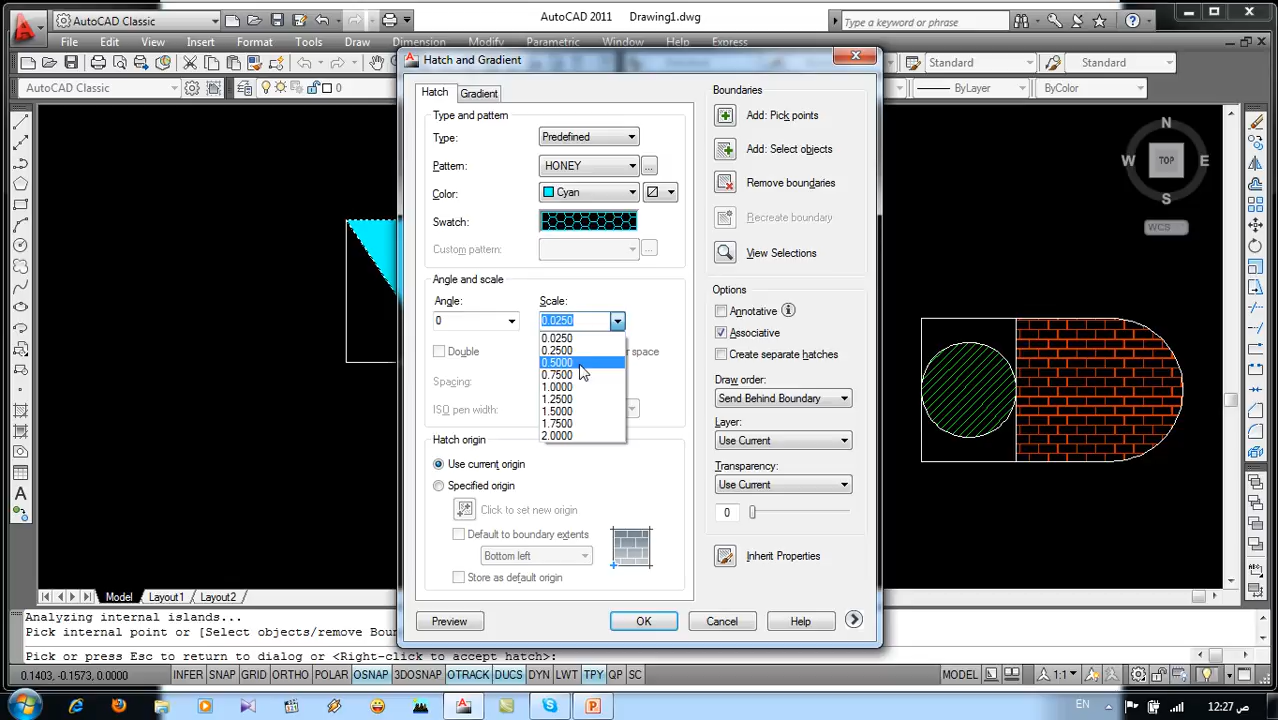 AutoCAD Classic
AutoCAD 2011 Drawing1.dwg
Type a keyword or phrase
File Edit View Insert Format Tools Draw Dimension Modify Parametric Window Help Express
Standard Standard
AutoCAD Classic 0 ByLayer ByColor
Hatch and Gradient
Hatch Gradient
Type and pattern
Type: Predefined
Pattern: HONEY ...
Color: Cyan
Swatch:
Custom pattern: ...
Angle and scale
Angle: Scale:
0 0.0250
0.0250
0.2500
0.5000
0.7500
1.0000
1.2500
1.5000
1.7500
2.0000
Double r space
Spacing:
ISO pen width:
Hatch origin
Use current origin
Specified origin
Click to set new origin
Default to boundary extents
Bottom left
Store as default origin
Boundaries
Add: Pick points
Add: Select objects
Remove boundaries
Recreate boundary
View Selections
Options
Annotative
Associative
Create separate hatches
Draw order:
Send Behind Boundary
Layer:
Use Current
Transparency:
Use Current
0
Inherit Properties
Preview OK Cancel Help
N
W TOP E
S
WCS
Model Layout1 Layout2
Analyzing internal islands...
Pick internal point or [Select objects/remove Bou
Pick or press Esc to return to dialog or <Right-click to accept hatch>:
0.1403, -0.1573, 0.0000 INFER SNAP GRID ORTHO POLAR OSNAP 3DOSNAP OTRACK DUCS DYN LWT TPY QP SC MODEL 1:1
EN 12:27 ص